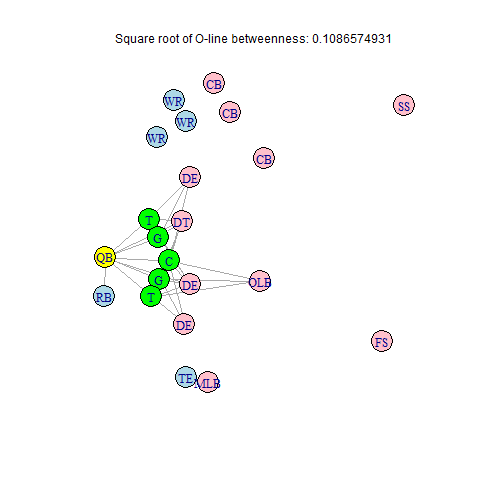 Square root of O-line betweenness: 0.1086574931
CB
WR
SS
CB
WR
WR
CB
DE
T
DT
G
QB
C
G
OLB
DE
RB
T
DE
FS
TE
MLB